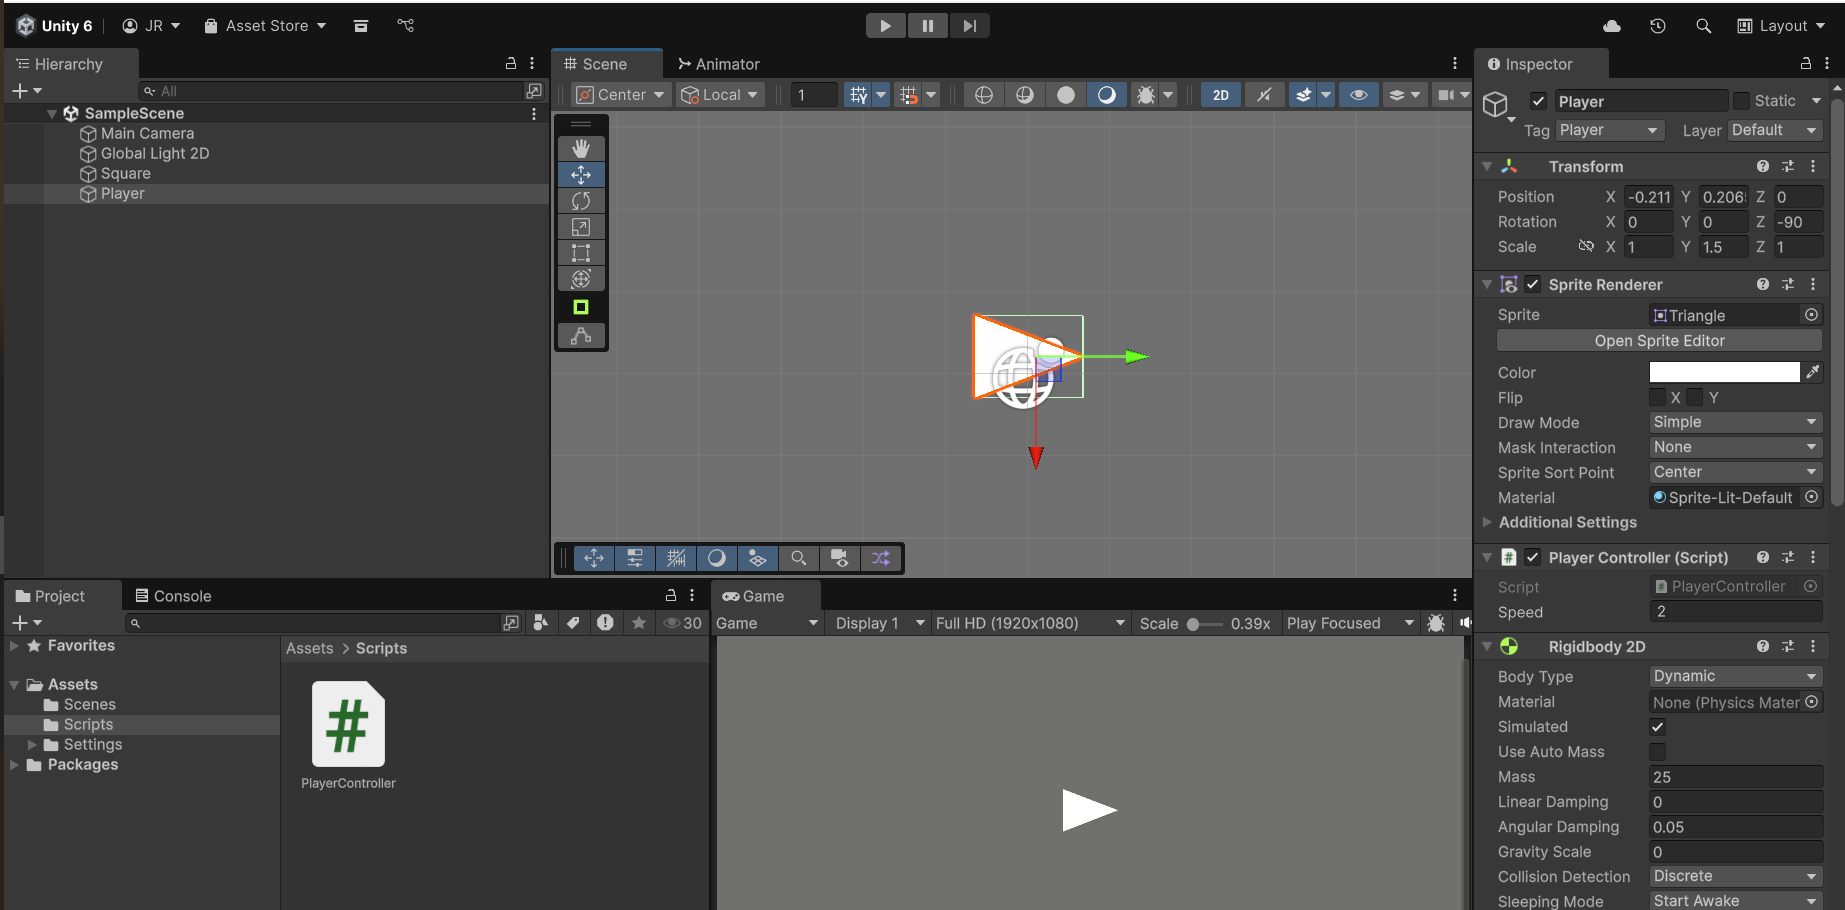 Unity 6 JR Asset Store Layout
Hierarchy
All
SampleScene
Main Camera
Global Light 2D
Square
Player
Scene Animator
Center Local 1 2D
Project Console
30
Favorites
Assets
Scenes
Scripts
Settings
Packages
Assets > Scripts
#
PlayerController
Game
Game Display 1 Full HD (1920x1080) Scale 0.39x Play Focused
Inspector
Player Static
Tag Player Layer Default
Transform
Position X -0.211 Y 0.206 Z 0
Rotation X 0 Y 0 Z -90
Scale X 1 Y 1.5 Z 1
Sprite Renderer
Sprite Triangle
Open Sprite Editor
Color
Flip X Y
Draw Mode Simple
Mask Interaction None
Sprite Sort Point Center
Material Sprite-Lit-Default
Additional Settings
# Player Controller (Script)
Script PlayerController
Speed 2
Rigidbody 2D
Body Type Dynamic
Material None (Physics Mater
Simulated
Use Auto Mass
Mass 25
Linear Damping 0
Angular Damping 0.05
Gravity Scale 0
Collision Detection Discrete
Sleeping Mode Start Awake